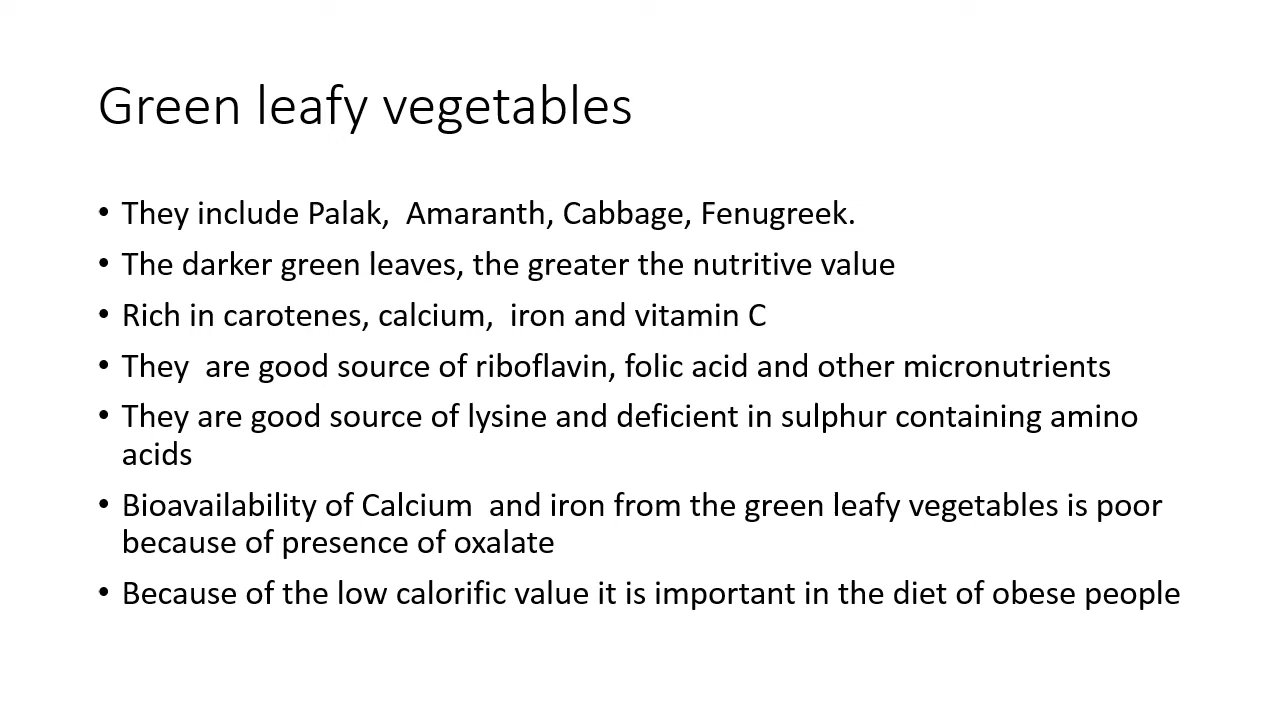 Green leafy vegetables
• They include Palak,  Amaranth, Cabbage, Fenugreek.
• The darker green leaves, the greater the nutritive value
• Rich in carotenes, calcium,  iron and vitamin C
• They  are good source of riboflavin, folic acid and other micronutrients
• They are good source of lysine and deficient in sulphur containing amino
acids
• Bioavailability of Calcium  and iron from the green leafy vegetables is poor
because of presence of oxalate
• Because of the low calorific value it is important in the diet of obese people